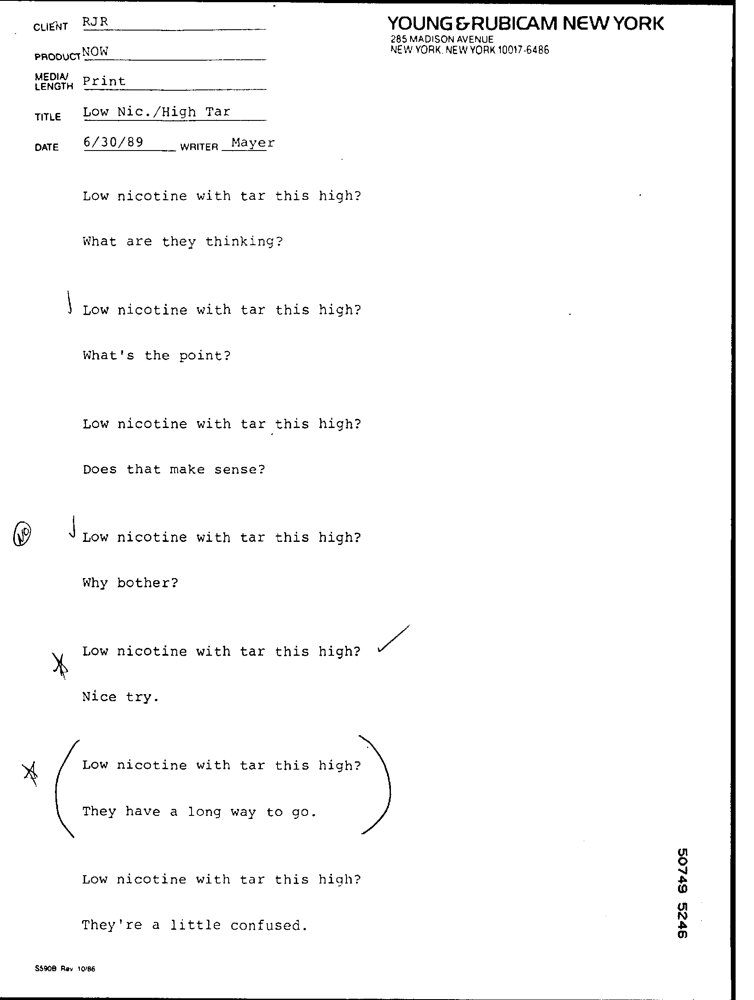 CLIENT RJR
YOUNG & RUBICAM NEW YORK
285 MADISON AVENUE
NEW YORK, NEW YORK 10017-6486
PRODUCT NOW
MEDIA/
LENGTH Print
TITLE Low Nic./High Tar
DATE 6/30/89 WRITER Mayer
Low nicotine with tar this high?
What are they thinking?
Low nicotine with tar this high?
What's the point?
Low nicotine with tar this high?
Does that make sense?
NO
Low nicotine with tar this high?
Why bother?
Low nicotine with tar this high?
Nice try.
Low nicotine with tar this high?
They have a long way to go.
Low nicotine with tar this high?
They're a little confused.
50749 5246
S590B Rev 10/86